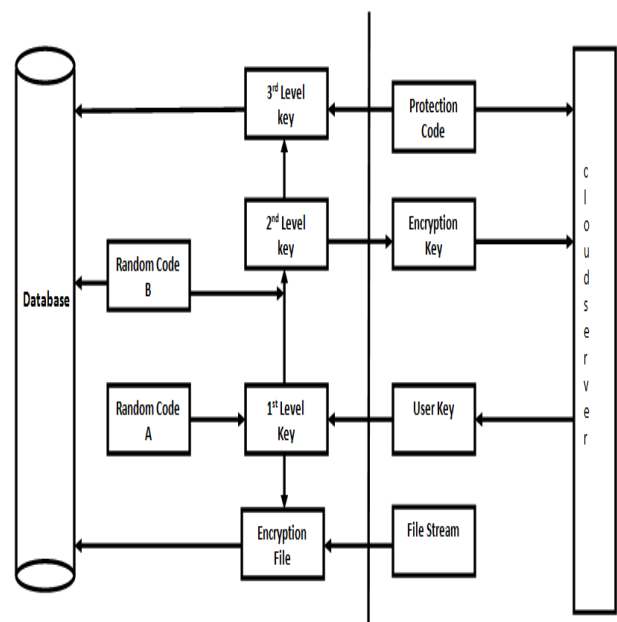 3rd Level
key
Protection
Code
2nd Level
key
Encryption
Key
Random Code
B
Database
cloudserver
Random Code
A
1st Level
Key
User Key
Encryption
File
File Stream